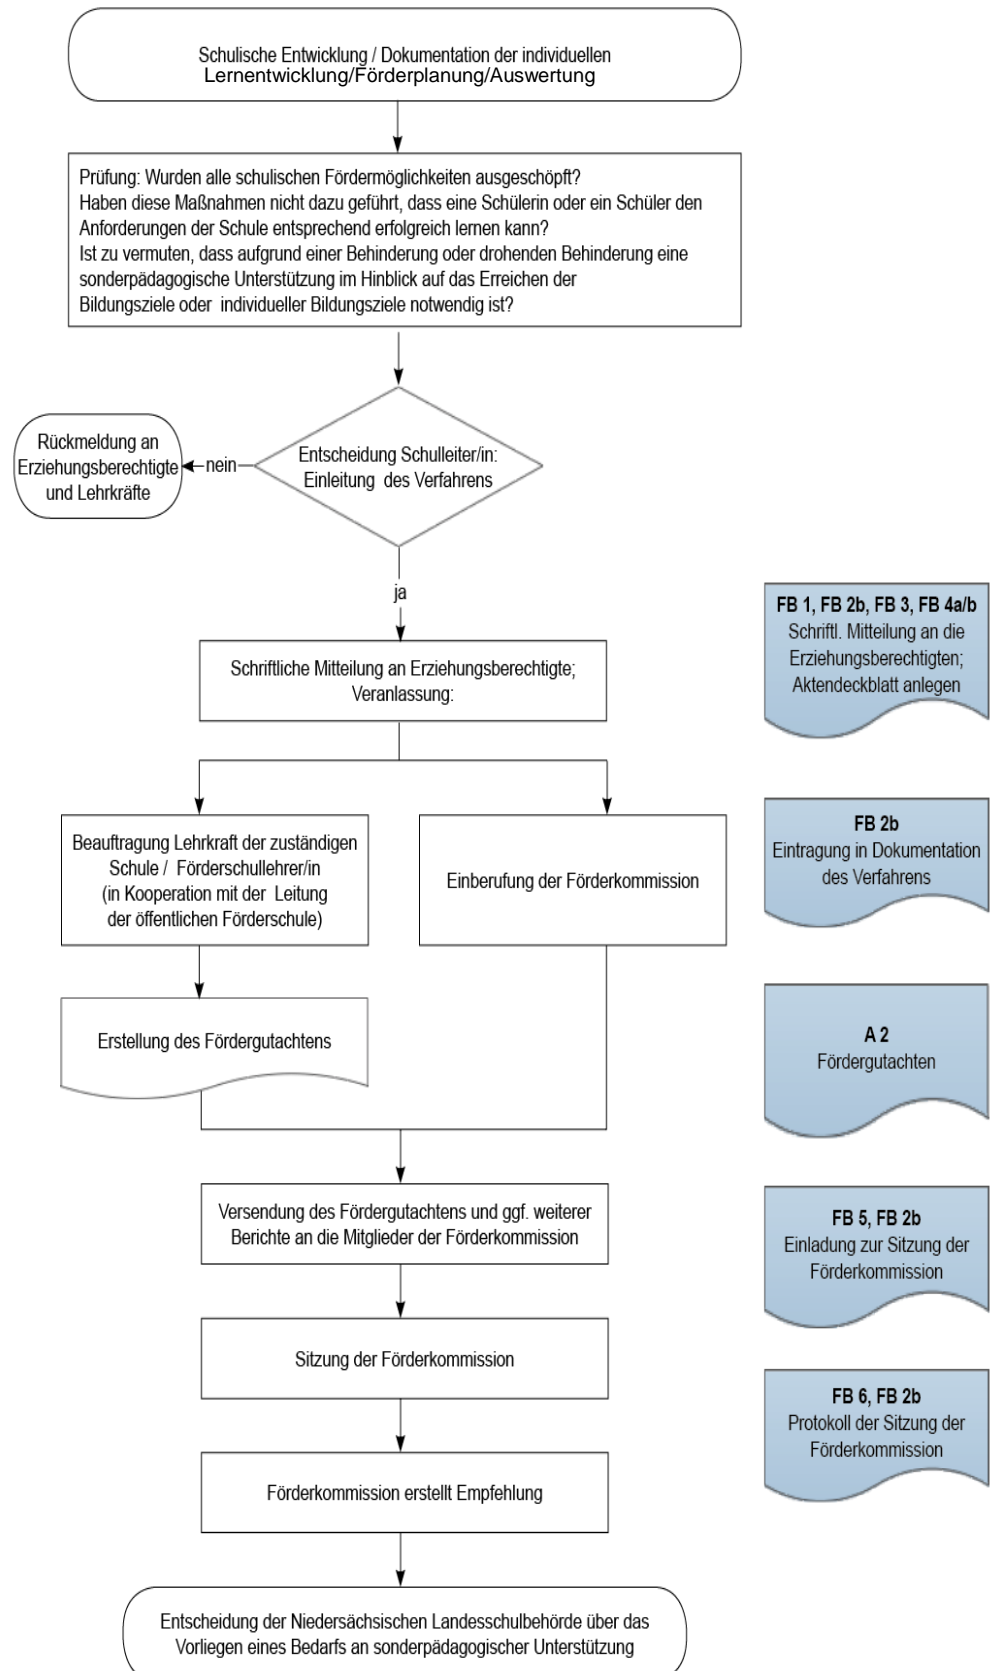 Schulische Entwicklung / Dokumentation der individuellen
Lernentwicklung/Förderplanung/Auswertung
Prüfung: Wurden alle schulischen Fördermöglichkeiten ausgeschöpft?
Haben diese Maßnahmen nicht dazu geführt, dass eine Schülerin oder ein Schüler den
Anforderungen der Schule entsprechend erfolgreich lernen kann?
Ist zu vermuten, dass aufgrund einer Behinderung oder drohenden Behinderung eine
sonderpädagogische Unterstützung im Hinblick auf das Erreichen der
Bildungsziele oder individueller Bildungsziele notwendig ist?
Entscheidung Schulleiter/in:
Einleitung des Verfahrens
nein
Rückmeldung an
Erziehungsberechtigte
und Lehrkräfte
ja
Schriftliche Mitteilung an Erziehungsberechtigte;
Veranlassung:
FB 1, FB 2b, FB 3, FB 4a/b
Schriftl. Mitteilung an die
Erziehungsberechtigten;
Aktendeckblatt anlegen
Beauftragung Lehrkraft der zuständigen
Schule / Förderschullehrer/in
(in Kooperation mit der Leitung
der öffentlichen Förderschule)
Einberufung der Förderkommission
FB 2b
Eintragung in Dokumentation
des Verfahrens
Erstellung des Fördergutachtens
A 2
Fördergutachten
Versendung des Fördergutachtens und ggf. weiterer
Berichte an die Mitglieder der Förderkommission
FB 5, FB 2b
Einladung zur Sitzung der
Förderkommission
Sitzung der Förderkommission
FB 6, FB 2b
Protokoll der Sitzung der
Förderkommission
Förderkommission erstellt Empfehlung
Entscheidung der Niedersächsischen Landesschulbehörde über das
Vorliegen eines Bedarfs an sonderpädagogischer Unterstützung